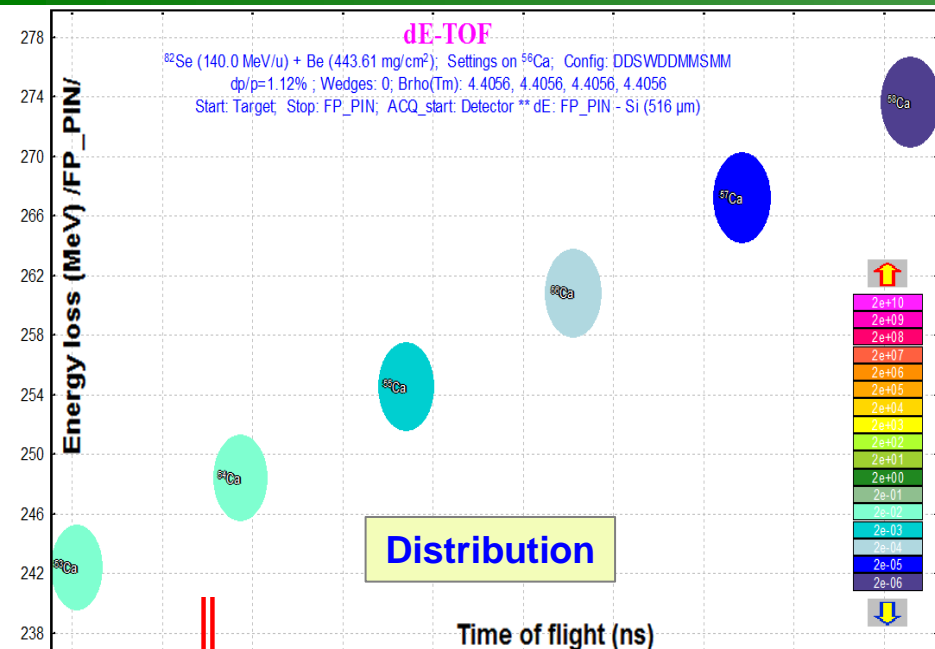 dE-TOF
⁸²Se (140.0 MeV/u) + Be (443.61 mg/cm²); Settings on ⁵⁶Ca; Config: DDSWDDMMSMM
dp/p=1.12% ; Wedges: 0; Brho(Tm): 4.4056, 4.4056, 4.4056, 4.4056
Start: Target; Stop: FP_PIN; ACQ_start: Detector ** dE: FP_PIN - Si (516 µm)
Energy loss (MeV) /FP_PIN/
278
274
270
266
262
258
254
250
246
242
238
⁵⁸Ca
⁵⁷Ca
⁵⁶Ca
⁵⁵Ca
⁵⁴Ca
⁵³Ca
2e+10
2e+09
2e+08
2e+07
2e+06
2e+05
2e+04
2e+03
2e+02
2e+01
2e+00
2e-01
2e-02
2e-03
2e-04
2e-05
2e-06
Distribution
Time of flight (ns)